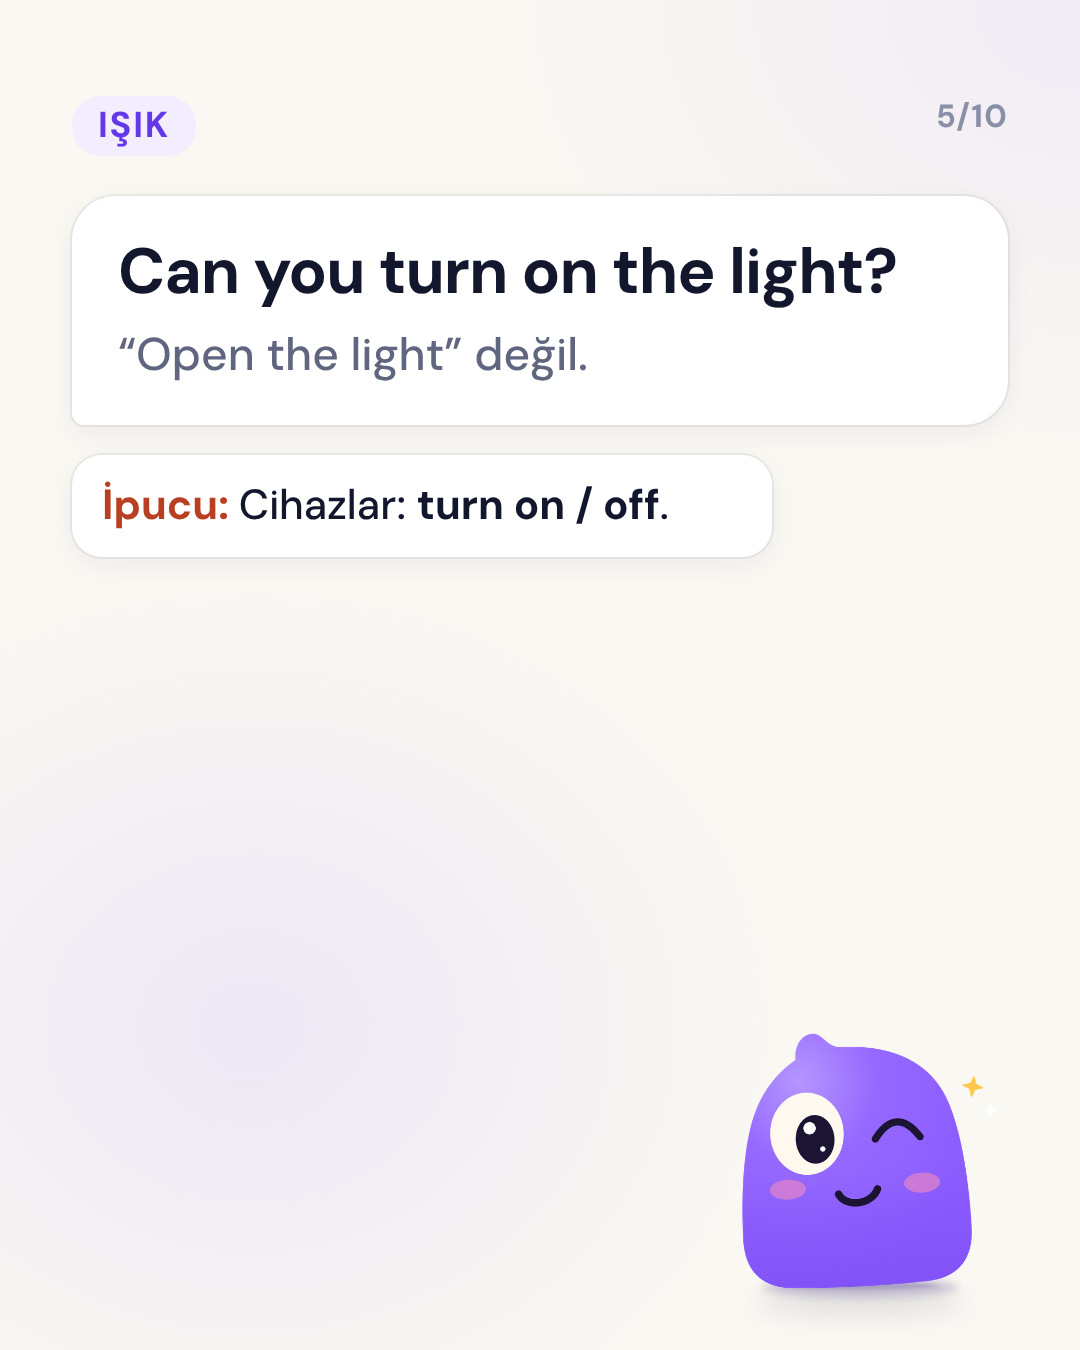 IŞIK
5/10
Can you turn on the light?
“Open the light” değil.
İpucu: Cihazlar: turn on / off.